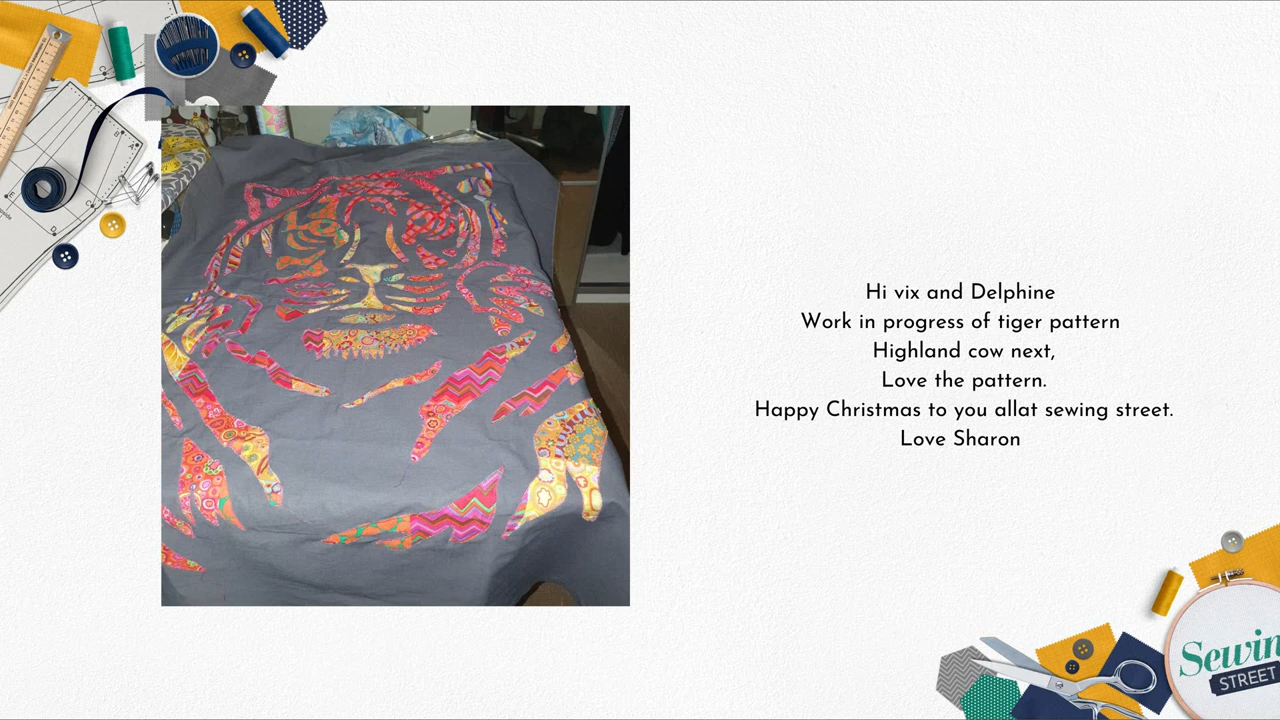 Hi vix and Delphine
Work in progress of tiger pattern
Highland cow next,
Love the pattern.
Happy Christmas to you allat sewing street.
Love Sharon
Sewin
STREET